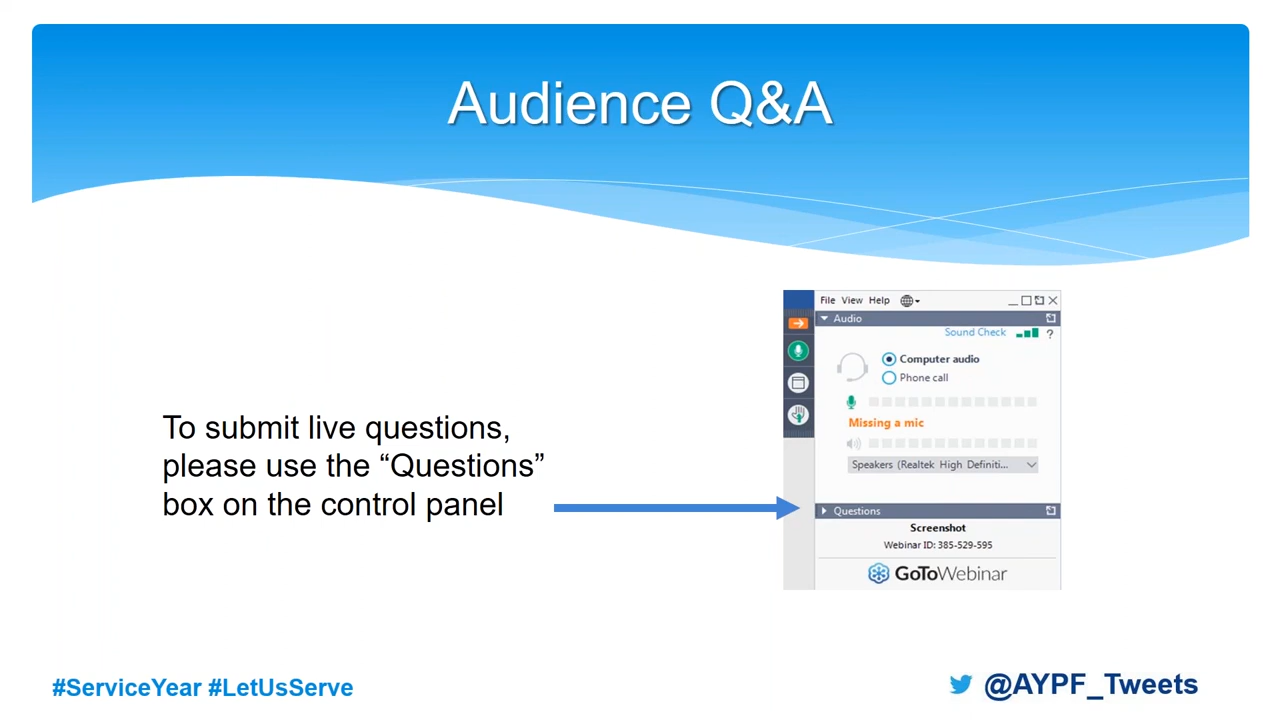 Audience Q&A
To submit live questions,
please use the “Questions”
box on the control panel
File View Help
Audio
Sound Check ?
Computer audio
Phone call
Missing a mic
Speakers (Realtek High Definiti...
Questions
Screenshot
Webinar ID: 385-529-595
GoToWebinar
#ServiceYear #LetUsServe
@AYPF_Tweets